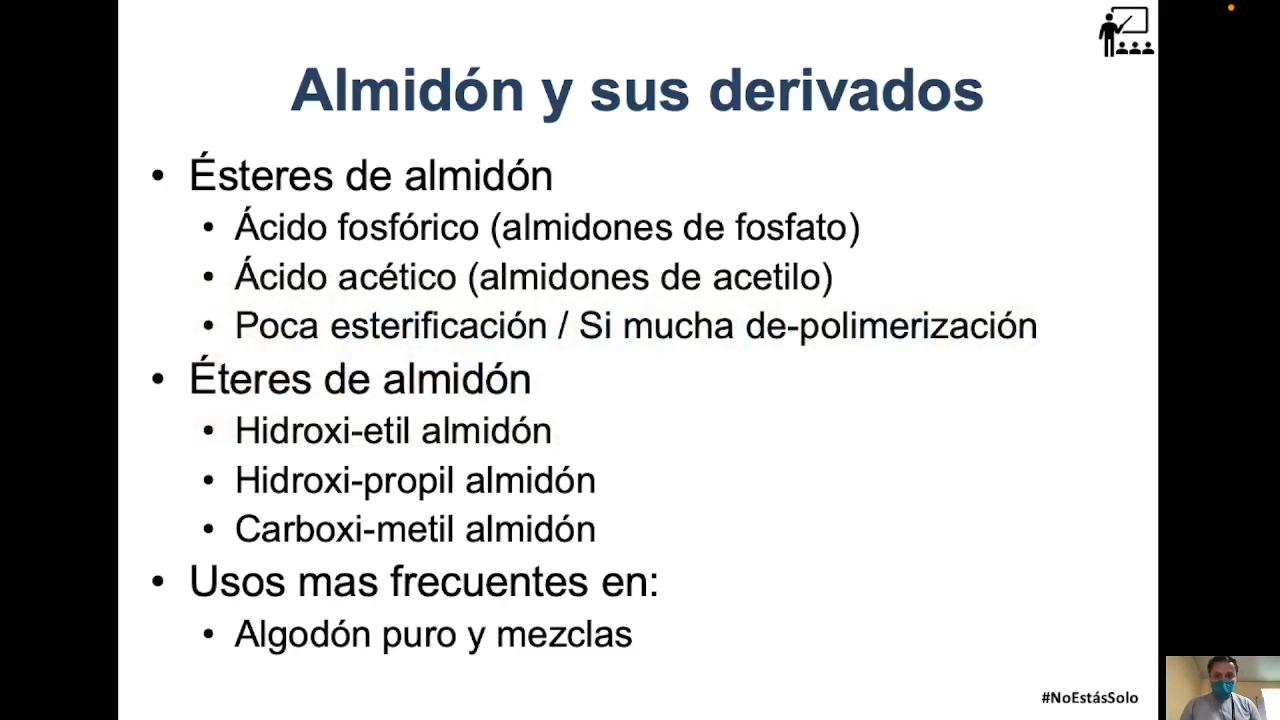 Almidón y sus derivados
• Ésteres de almidón
• Ácido fosfórico (almidones de fosfato)
• Ácido acético (almidones de acetilo)
• Poca esterificación / Si mucha de-polimerización
• Éteres de almidón
• Hidroxi-etil almidón
• Hidroxi-propil almidón
• Carboxi-metil almidón
• Usos mas frecuentes en:
• Algodón puro y mezclas
#NoEstásSolo